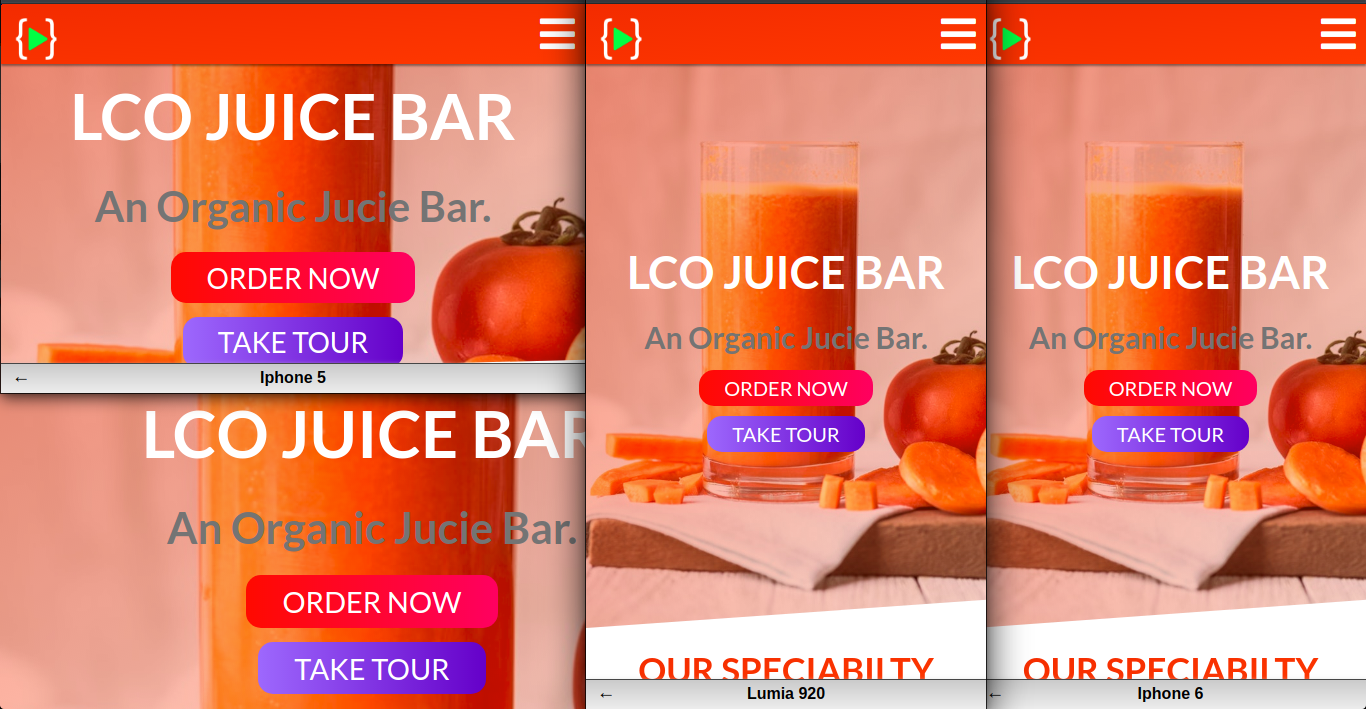 LCO JUICE BAR
An Organic Jucie Bar.
ORDER NOW
TAKE TOUR
← Iphone 5
LCO JUICE BAR
An Organic Jucie Bar.
ORDER NOW
TAKE TOUR
LCO JUICE BAR
An Organic Jucie Bar.
ORDER NOW
TAKE TOUR
OUR SPECIABILTY
← Lumia 920
LCO JUICE BAR
An Organic Jucie Bar.
ORDER NOW
TAKE TOUR
OUR SPECIABILTY
← Iphone 6